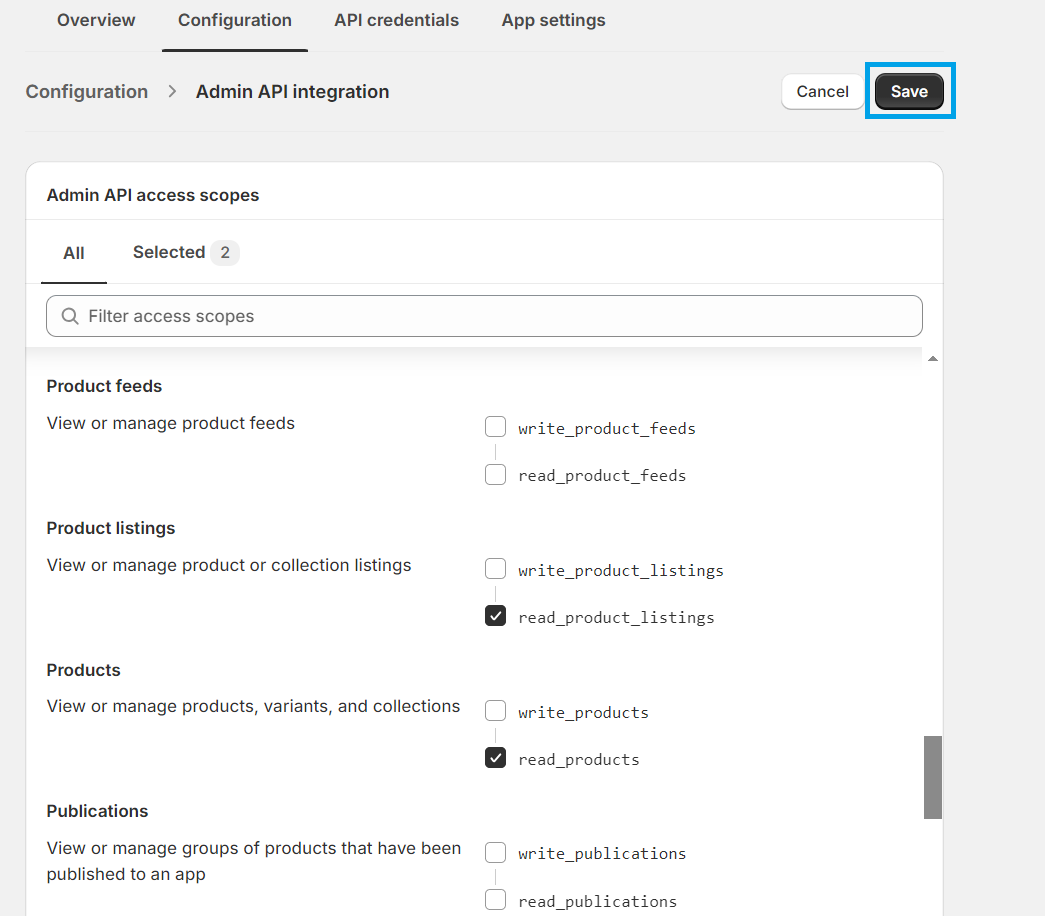 Overview Configuration API credentials App settings
Configuration > Admin API integration Cancel Save
Admin API access scopes
All Selected 2
Filter access scopes
Product feeds
View or manage product feeds write_product_feeds
read_product_feeds
Product listings
View or manage product or collection listings write_product_listings
read_product_listings
Products
View or manage products, variants, and collections write_products
read_products
Publications
View or manage groups of products that have been write_publications
published to an app
read_publications